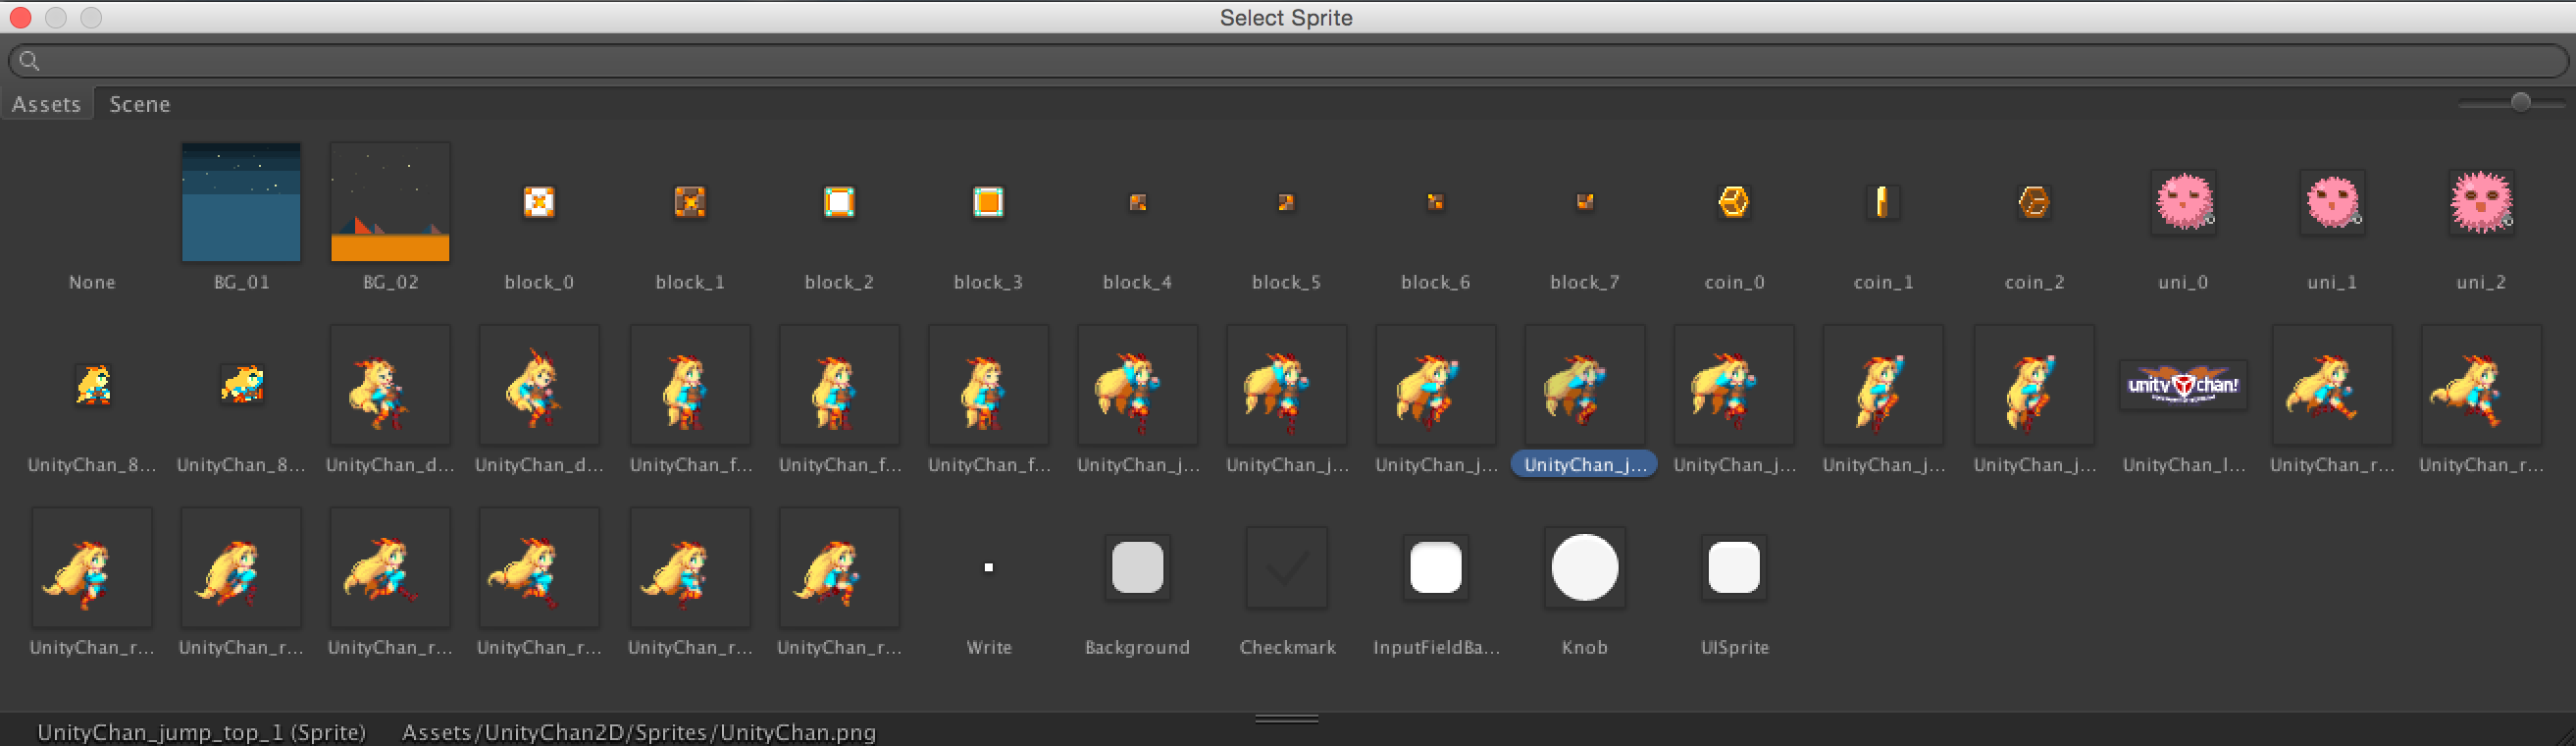 Select Sprite
Assets Scene
None BG_01 BG_02 block_0 block_1 block_2 block_3 block_4 block_5 block_6 block_7 coin_0 coin_1 coin_2 uni_0 uni_1 uni_2
unity chan!
UnityChan_8... UnityChan_8... UnityChan_d... UnityChan_d... UnityChan_f... UnityChan_f... UnityChan_f... UnityChan_j... UnityChan_j... UnityChan_j... UnityChan_j... UnityChan_j... UnityChan_j... UnityChan_j... UnityChan_l... UnityChan_r... UnityChan_r...
UnityChan_r... UnityChan_r... UnityChan_r... UnityChan_r... UnityChan_r... UnityChan_r... Write Background Checkmark InputFieldBa... Knob UISprite
UnityChan_jump_top_1 (Sprite) Assets/UnityChan2D/Sprites/UnityChan.png